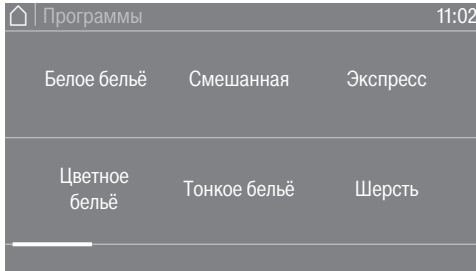 Программы 11:02
Белое бельё Смешанная Экспресс
Цветное
бельё Тонкое бельё Шерсть